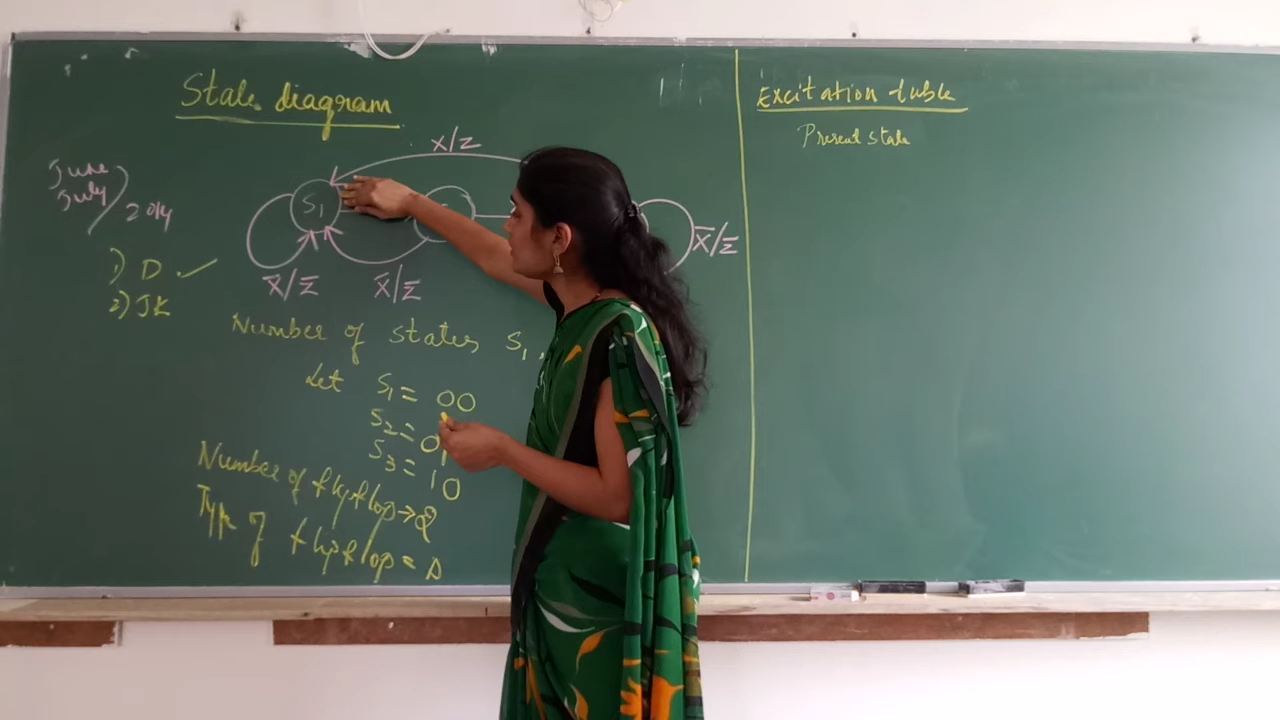 State diagram
X/Z
June
July / 2014
S1
X̅/Z̅
1) D ✓
X̅/Z̅
X̅/Z̅
2) JK
Number of states S1,
Let S1 = 00
S2 = 01
S3 = 10
Number of flipflop → 2
Type of flipflop = D
Excitation table
Present state